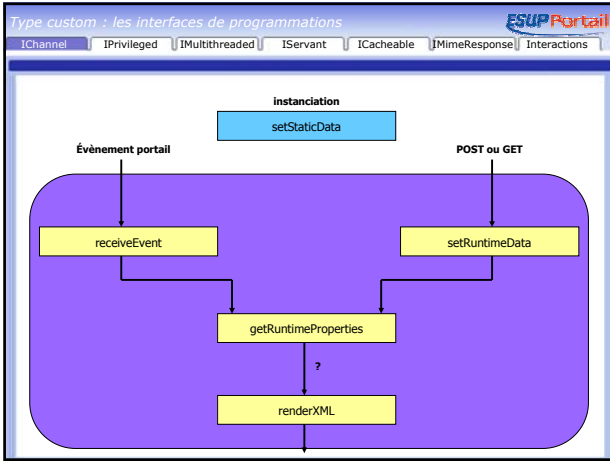 Type custom : les interfaces de programmations
ESUP Portail
IChannel IPrivileged IMultithreaded IServant ICacheable IMimeResponse Interactions
instanciation
setStaticData
Évènement portail POST ou GET
receiveEvent setRuntimeData
getRuntimeProperties
?
renderXML